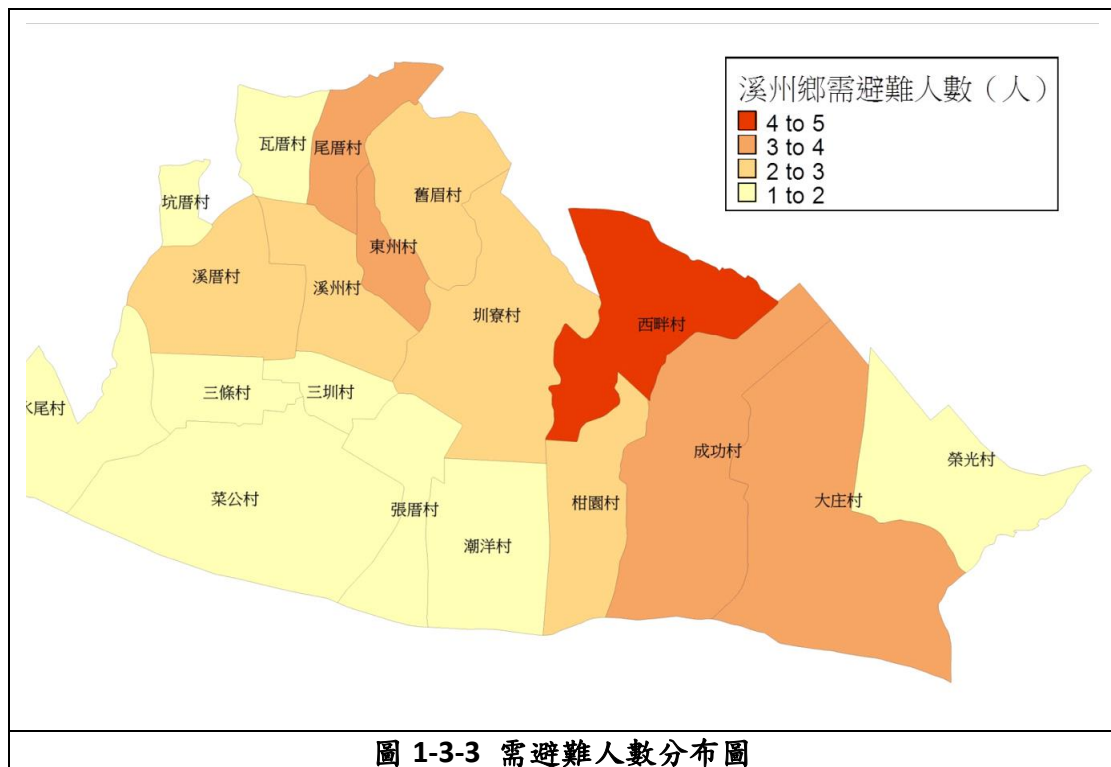 溪州鄉需避難人數（人）
4 to 5
3 to 4
2 to 3
1 to 2
瓦厝村
尾厝村
坑厝村
舊眉村
東州村
溪厝村
溪州村
圳寮村
西畔村
三條村
三圳村
水尾村
成功村
榮光村
菜公村
張厝村
柑園村
大庄村
潮洋村
圖 1-3-3 需避難人數分布圖